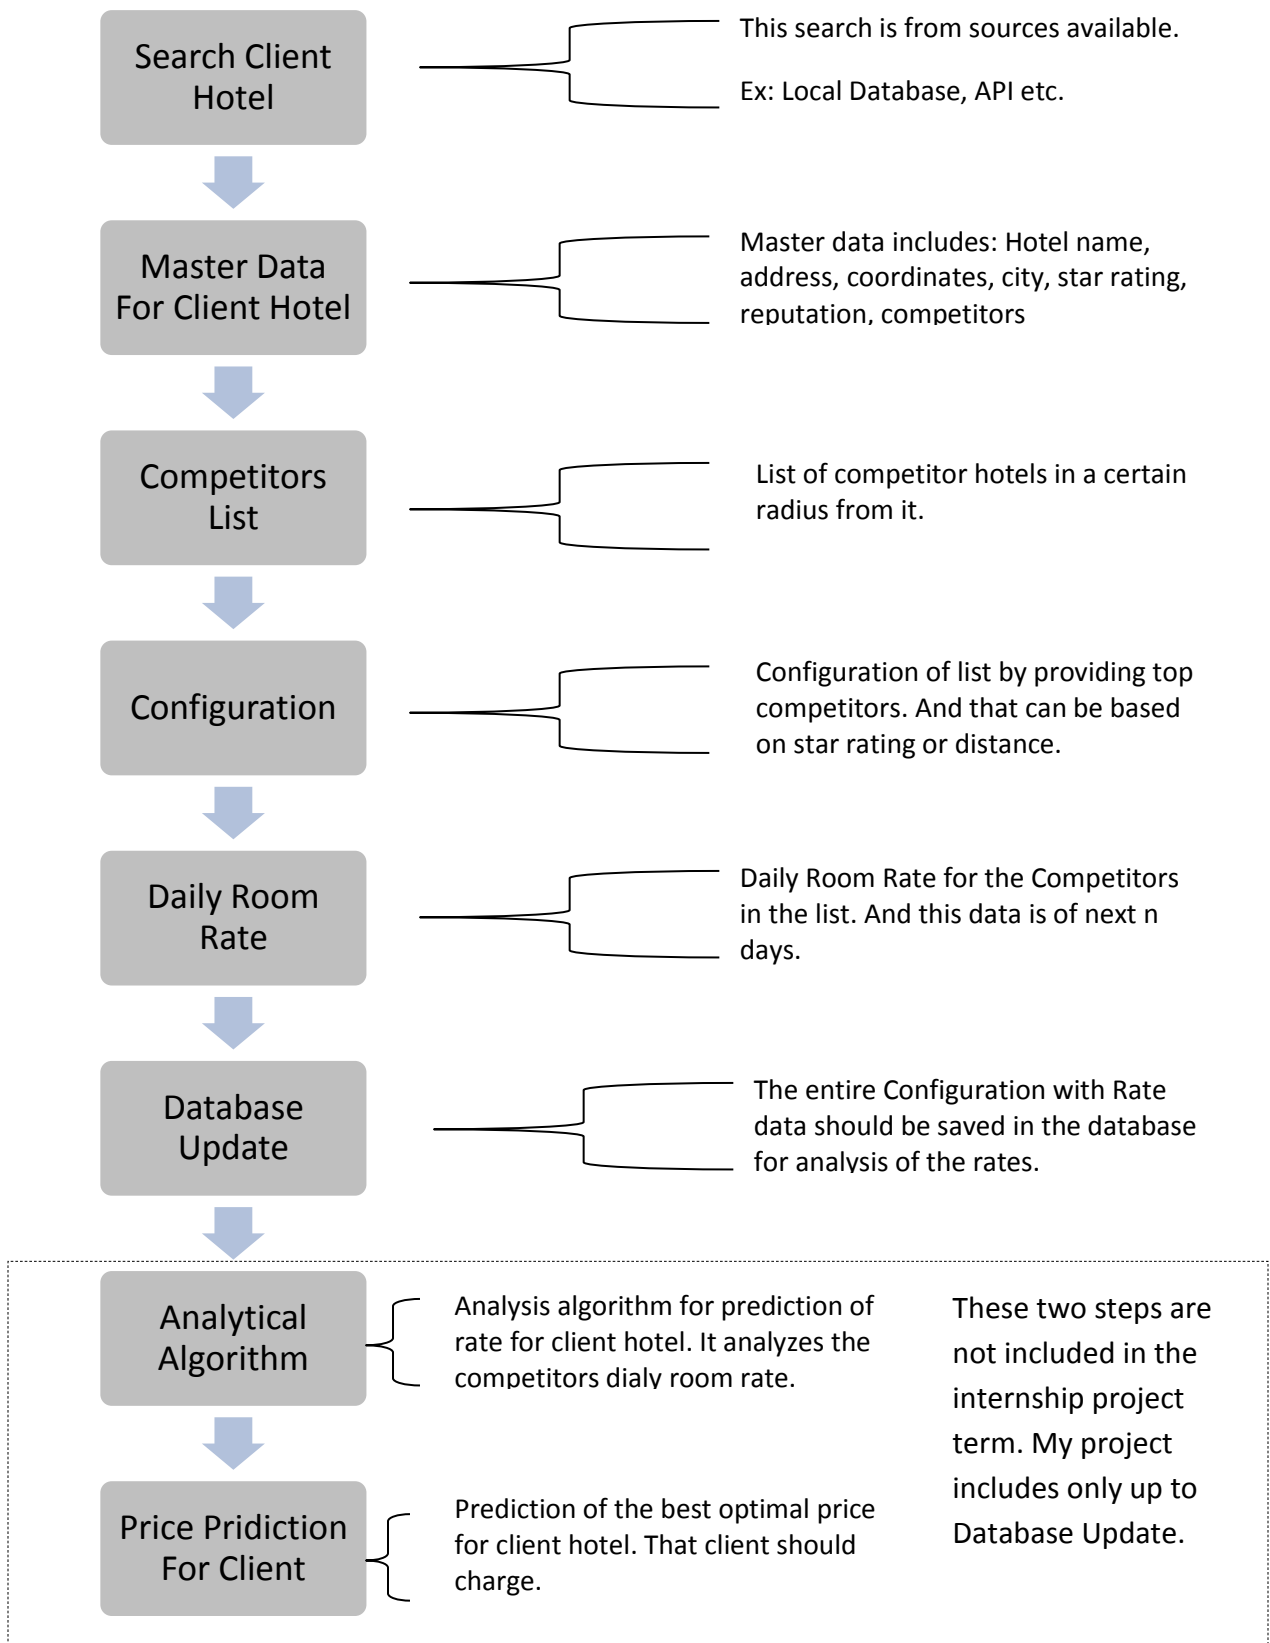 Search Client
Hotel
This search is from sources available.
Ex: Local Database, API etc.
Master Data
For Client Hotel
Master data includes: Hotel name,
address, coordinates, city, star rating,
reputation, competitors
Competitors
List
List of competitor hotels in a certain
radius from it.
Configuration
Configuration of list by providing top
competitors. And that can be based
on star rating or distance.
Daily Room
Rate
Daily Room Rate for the Competitors
in the list. And this data is of next n
days.
Database
Update
The entire Configuration with Rate
data should be saved in the database
for analysis of the rates.
Analytical
Algorithm
Analysis algorithm for prediction of
rate for client hotel. It analyzes the
competitors dialy room rate.
These two steps are
not included in the
internship project
term. My project
includes only up to
Database Update.
Price Pridiction
For Client
Prediction of the best optimal price
for client hotel. That client should
charge.